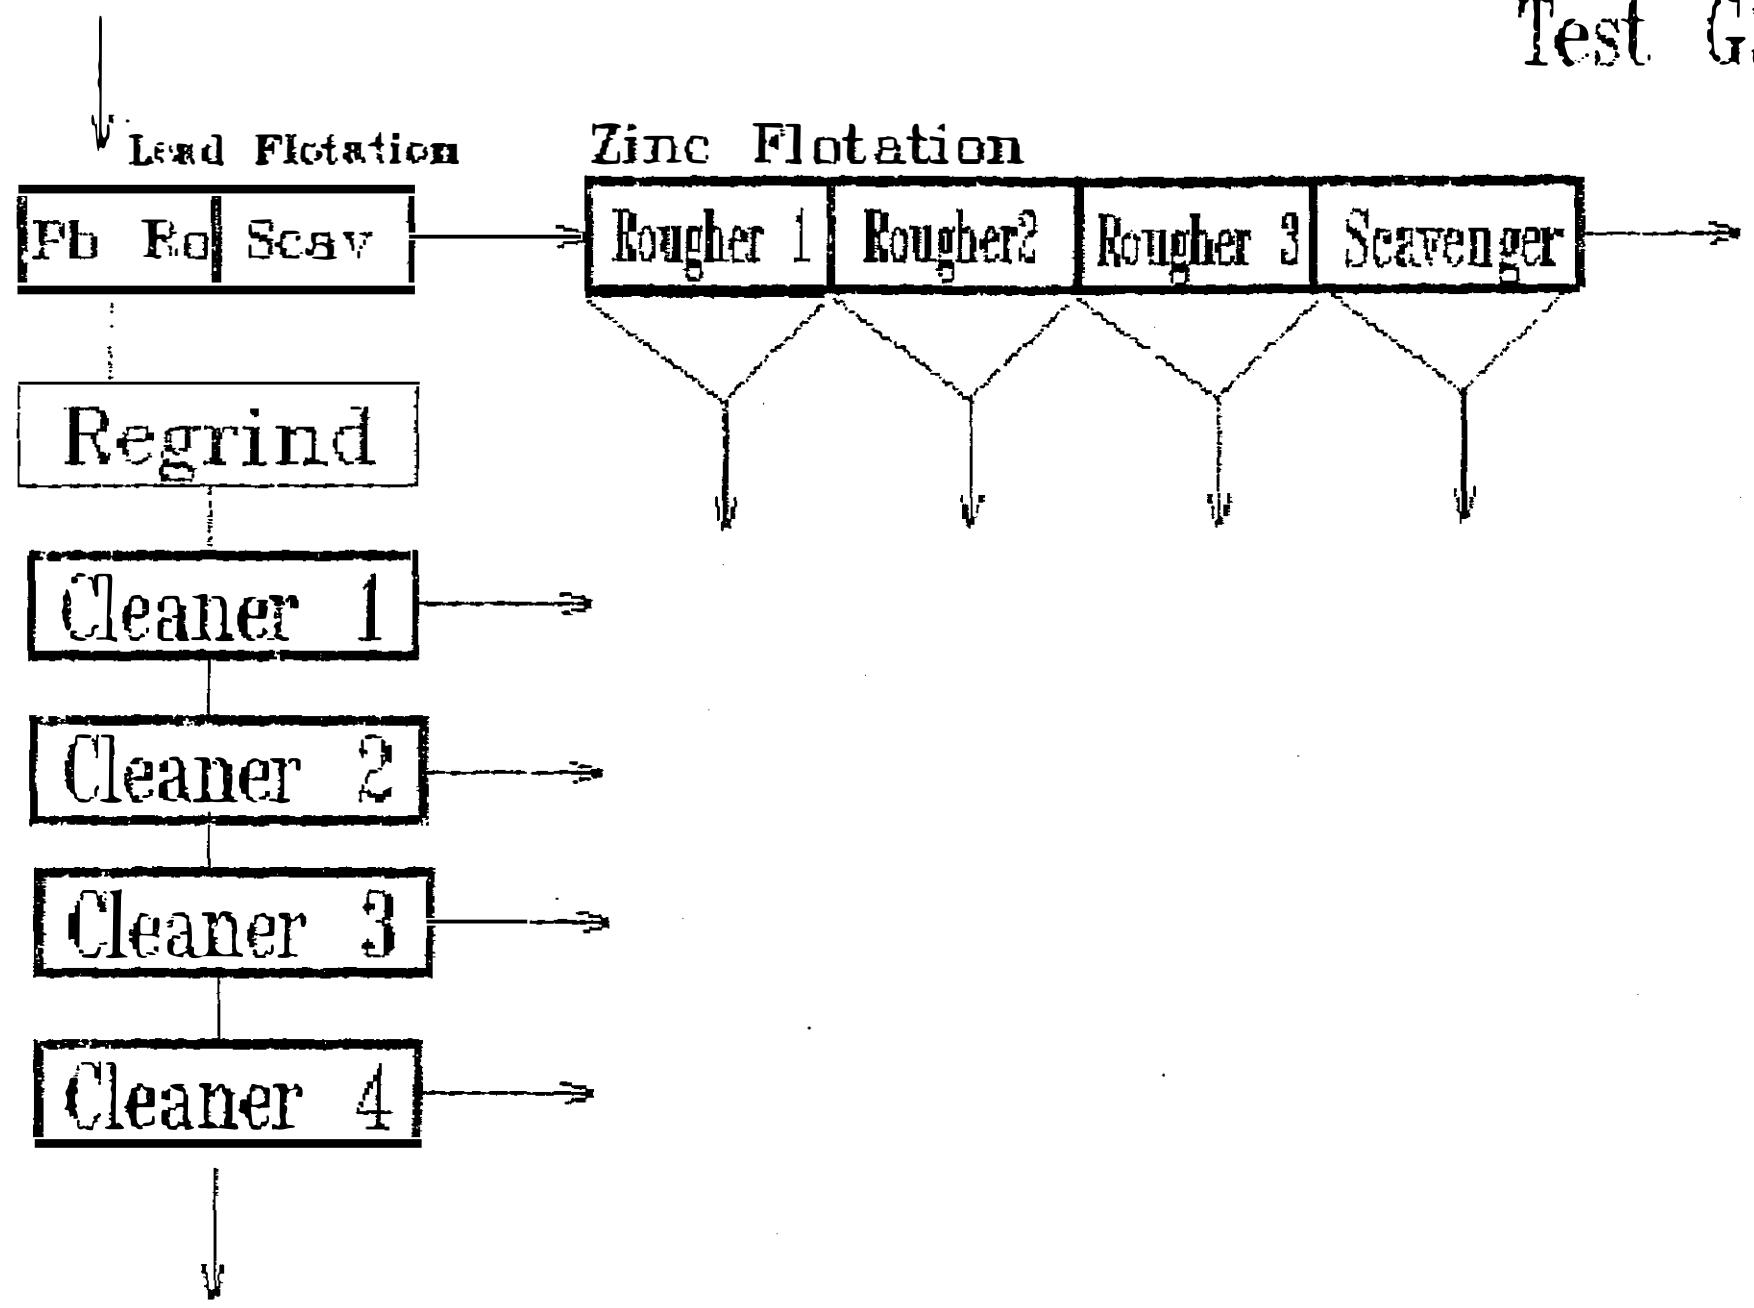 Test
Lead Flotation
Zinc Flotation
Pb Ro Scav
Rougher 1 Rougher2 Rougher 3 Scavenger
Regrind
Cleaner 1
Cleaner 2
Cleaner 3
Cleaner 4